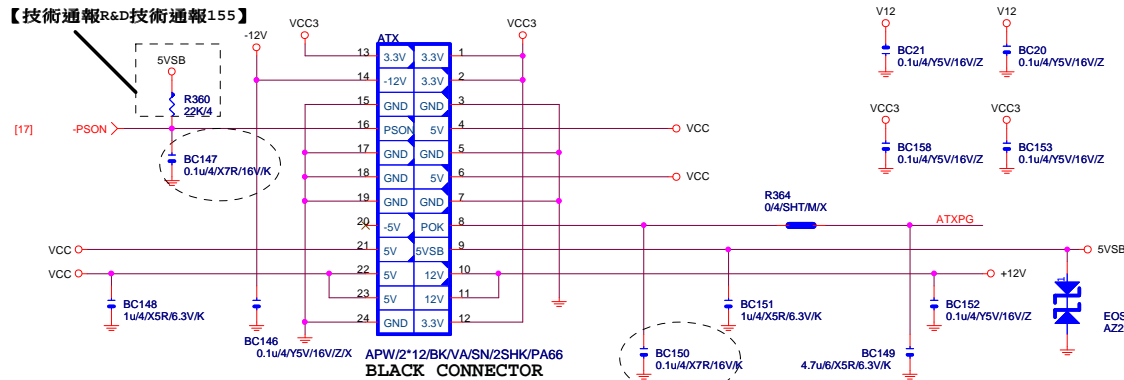 【技術通報R&D技術通報155】
5VSB
R360
22K/4
[17]
-PSON
BC147
0.1u/4/X7R/16V/K
-12V
VCC3
ATX
VCC3
13 3.3V 3.3V 1
14 -12V 3.3V 2
15 GND GND 3
16 PSON 5V 4
17 GND GND 5
18 GND 5V 6
19 GND GND 7
20 -5V POK 8
21 5V 5VSB 9
22 5V 12V 10
23 5V 12V 11
24 GND 3.3V 12
VCC
VCC
VCC
VCC
BC148
1u/4/X5R/6.3V/K
BC146
0.1u/4/Y5V/16V/Z/X
APW/2*12/BK/VA/SN/2SHK/PA66
BLACK CONNECTOR
R364
0/4/SHT/M/X
ATXPG
5VSB
+12V
BC151
1u/4/X5R/6.3V/K
BC150
0.1u/4/X7R/16V/K
BC152
0.1u/4/Y5V/16V/Z
BC149
4.7u/6/X5R/6.3V/K
1
EOS
AZ2
V12
BC21
0.1u/4/Y5V/16V/Z
V12
BC20
0.1u/4/Y5V/16V/Z
VCC3
BC158
0.1u/4/Y5V/16V/Z
VCC3
BC153
0.1u/4/Y5V/16V/Z